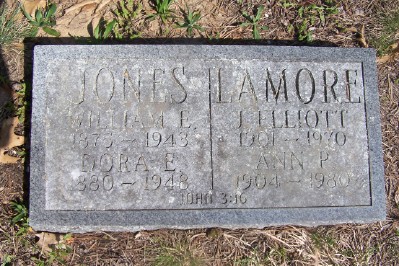 JONES
WILLIAM E.
1875 - 1943
DORA E.
1880 - 1948
LAMORE
J. ELLIOTT
1901 - 1970
ANN P.
1904 - 1980
JOHN 3:16